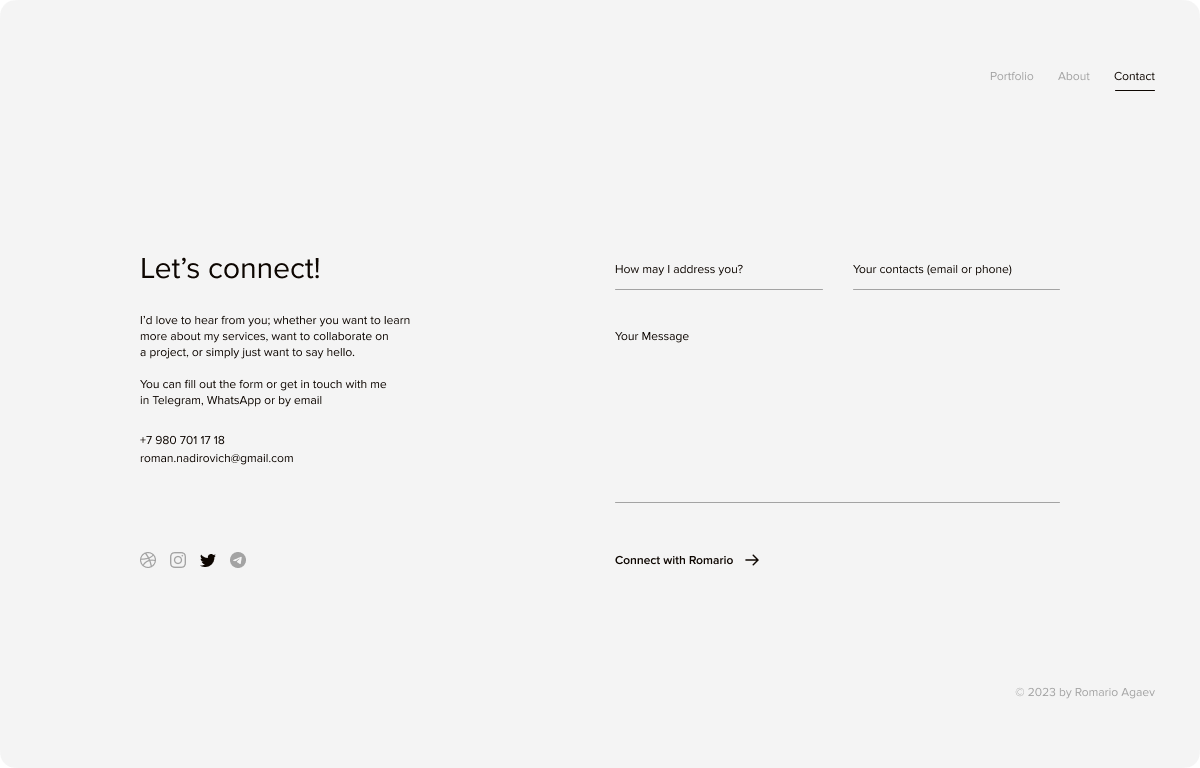 Portfolio About Contact
Let’s connect!
I’d love to hear from you; whether you want to learn
more about my services, want to collaborate on
a project, or simply just want to say hello.
You can fill out the form or get in touch with me
in Telegram, WhatsApp or by email
+7 980 701 17 18
roman.nadirovich@gmail.com
How may I address you?
Your contacts (email or phone)
Your Message
Connect with Romario
© 2023 by Romario Agaev